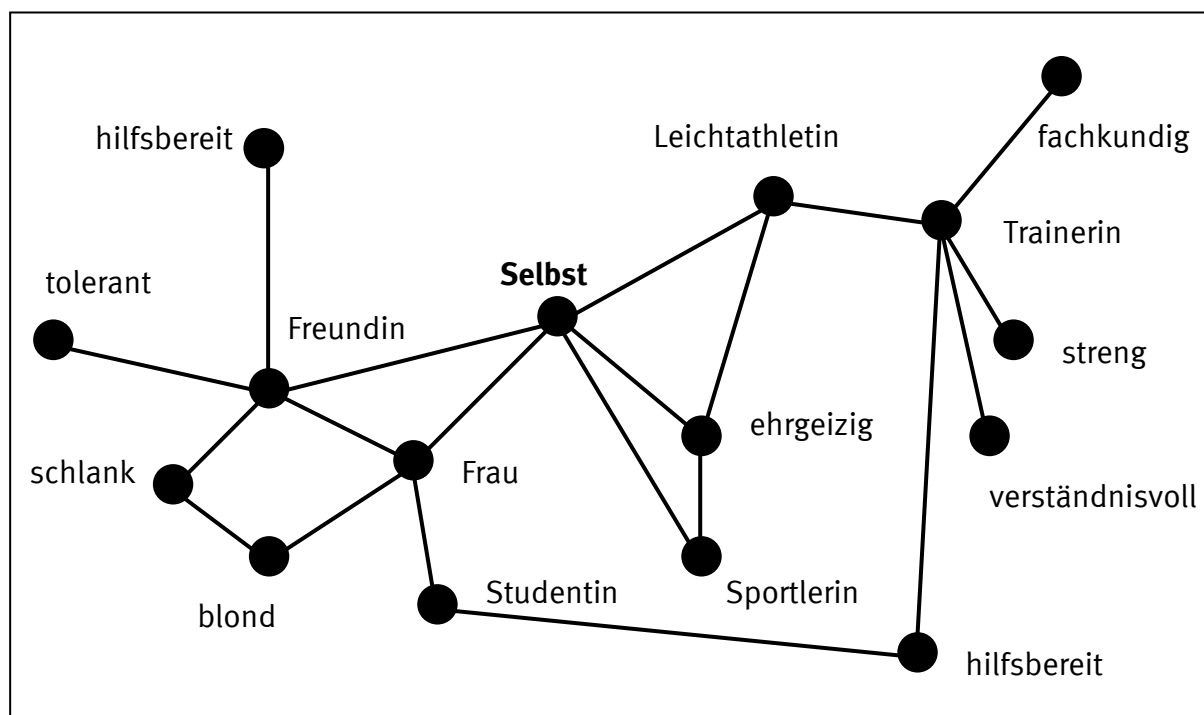 hilfsbereit
Leichtathletin
fachkundig
Trainerin
tolerant
Selbst
Freundin
streng
ehrgeizig
schlank
Frau
verständnisvoll
blond
Studentin
Sportlerin
hilfsbereit